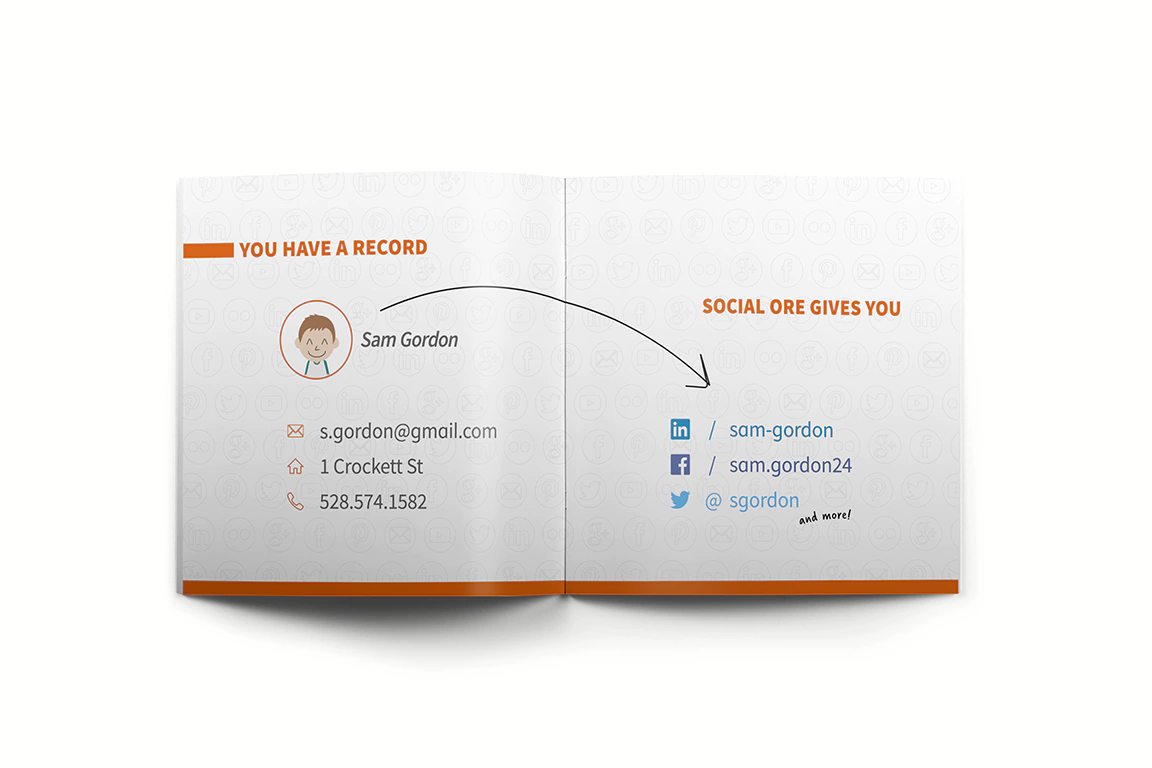 YOU HAVE A RECORD
Sam Gordon
s.gordon@gmail.com
1 Crockett St
528.574.1582
SOCIAL ORE GIVES YOU
in / sam-gordon
f / sam.gordon24
@ sgordon
and more!